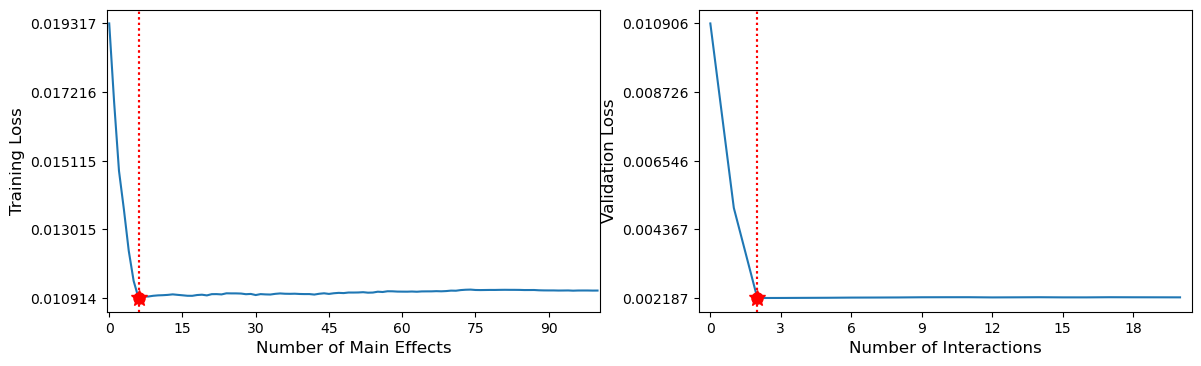 0.019317
0.017216
0.015115
0.013015
0.010914
Training Loss
0 15 30 45 60 75 90
Number of Main Effects
0.010906
0.008726
0.006546
0.004367
0.002187
Validation Loss
0 3 6 9 12 15 18
Number of Interactions